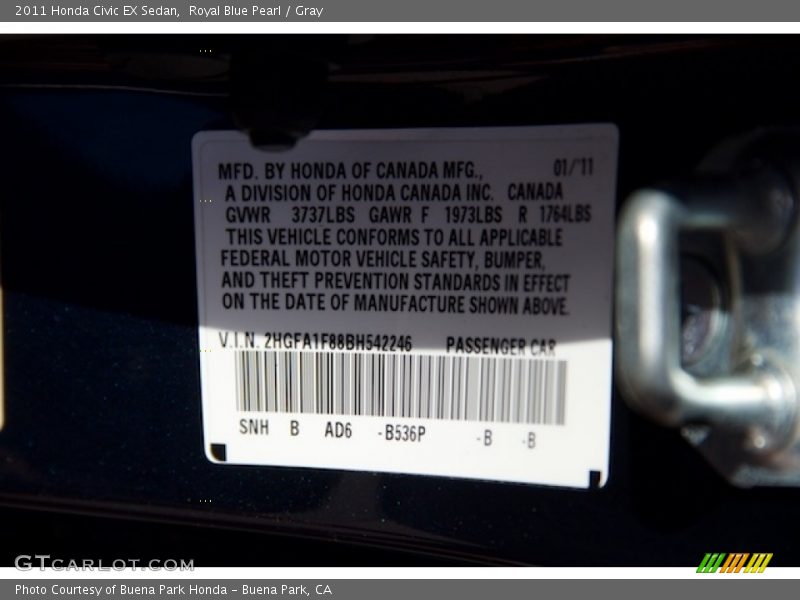 2011 Honda Civic EX Sedan, Royal Blue Pearl / Gray
MFD. BY HONDA OF CANADA MFG., 01/'11
A DIVISION OF HONDA CANADA INC. CANADA
GVWR 3737LBS GAWR F 1973LBS R 1764LBS
THIS VEHICLE CONFORMS TO ALL APPLICABLE
FEDERAL MOTOR VEHICLE SAFETY, BUMPER,
AND THEFT PREVENTION STANDARDS IN EFFECT
ON THE DATE OF MANUFACTURE SHOWN ABOVE.
V.I.N. 2HGFA1F88BH542246 PASSENGER CAR
SNH B AD6 -B536P -B -B
GTCARLOT.COM
Photo Courtesy of Buena Park Honda – Buena Park, CA